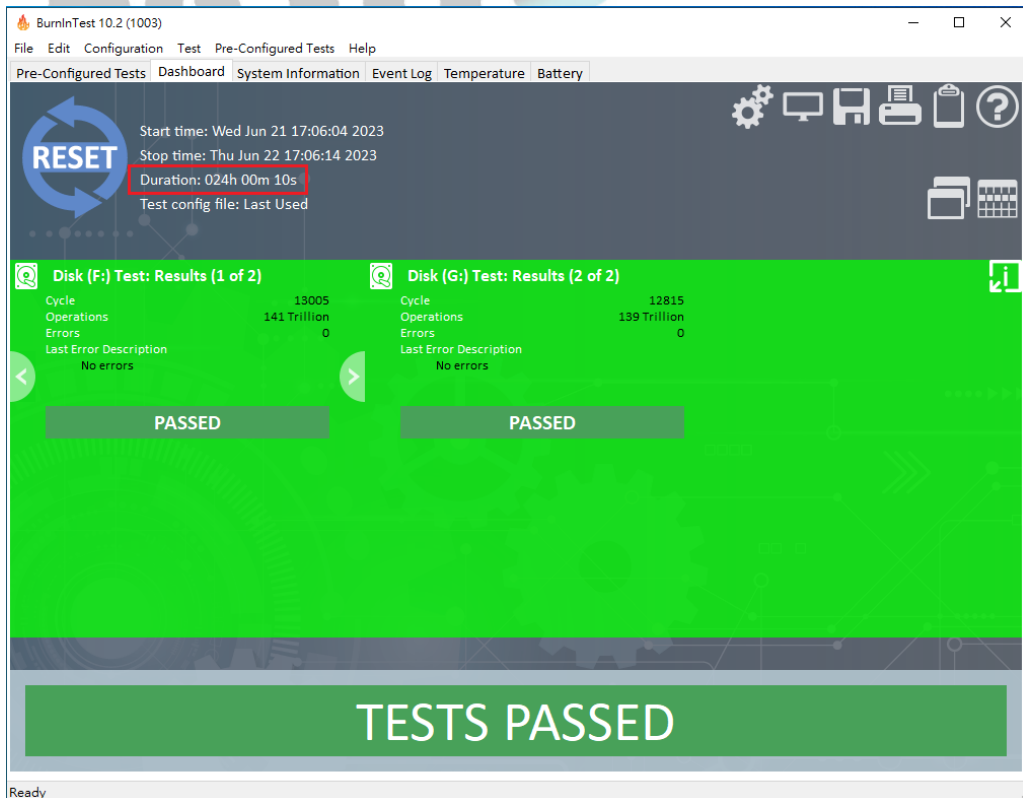 BurnInTest 10.2 (1003)
File Edit Configuration Test Pre-Configured Tests Help
Pre-Configured Tests Dashboard System Information Event Log Temperature Battery
RESET
Start time: Wed Jun 21 17:06:04 2023
Stop time: Thu Jun 22 17:06:14 2023
Duration: 024h 00m 10s
Test config file: Last Used
Disk (F:) Test: Results (1 of 2)
Cycle 13005
Operations 141 Trillion
Errors 0
Last Error Description
No errors
PASSED
Disk (G:) Test: Results (2 of 2)
Cycle 12815
Operations 139 Trillion
Errors 0
Last Error Description
No errors
PASSED
TESTS PASSED
Ready